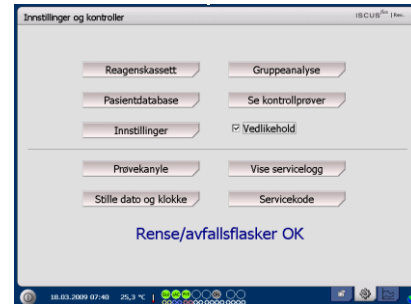 Innstillinger og kontroller
Reagenskassett
Gruppeanalyse
Pasientdatabase
Se kontrollprøver
Innstillinger
Vedlikehold
Prøvekanyle
Vise servicelogg
Stille dato og klokke
Servicekode
Rense/avfallsflasker OK
18.03.2009 07:40 25,3 °C